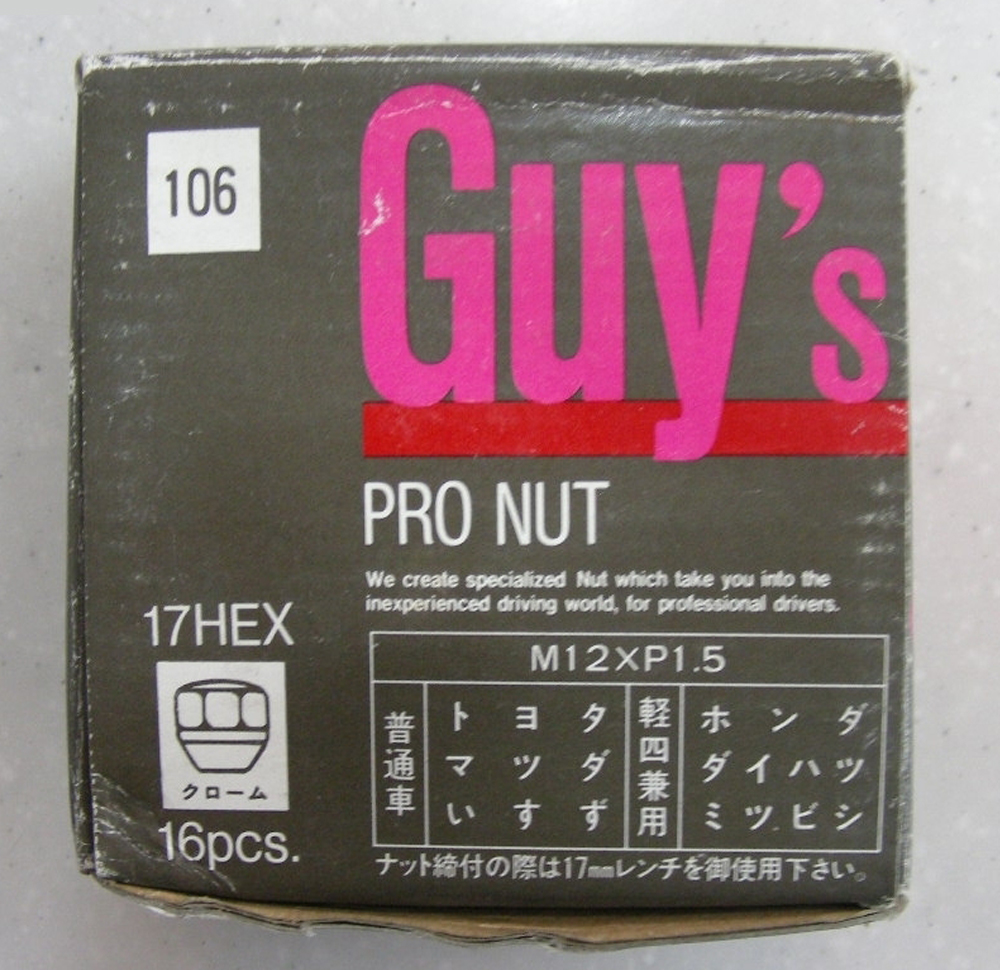 106
Guy's
PRO NUT
We create specialized Nut which take you into the
inexperienced driving world, for professional drivers.
17HEX
クローム
16pcs.
M12XP1.5
普通車
トヨタ
マツダ
いすず
軽四兼用
ホンダ
ダイハツ
ミツビシ
ナット締付の際は17mmレンチを御使用下さい。